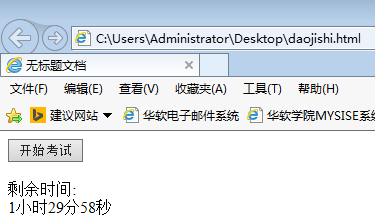 C:\Users\Administrator\Desktop\daojishi.html
无标题文档
文件(F) 编辑(E) 查看(V) 收藏夹(A) 工具(T) 帮助(H)
建议网站 华软电子邮件系统 华软学院MYSISE系统
开始考试
剩余时间:
1小时29分58秒